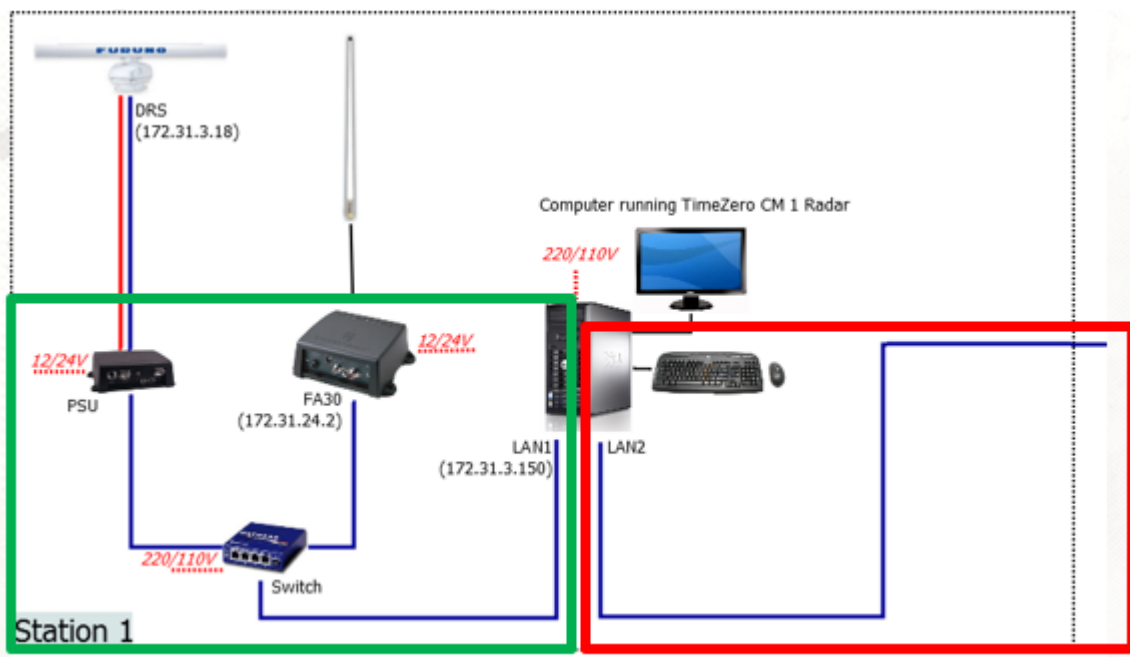 FURUNO
DRS
(172.31.3.18)
Computer running TimeZero CM 1 Radar
220/110V
12/24V
12/24V
PSU
FA30
(172.31.24.2)
LAN1
(172.31.3.150)
LAN2
220/110V
Switch
Station 1